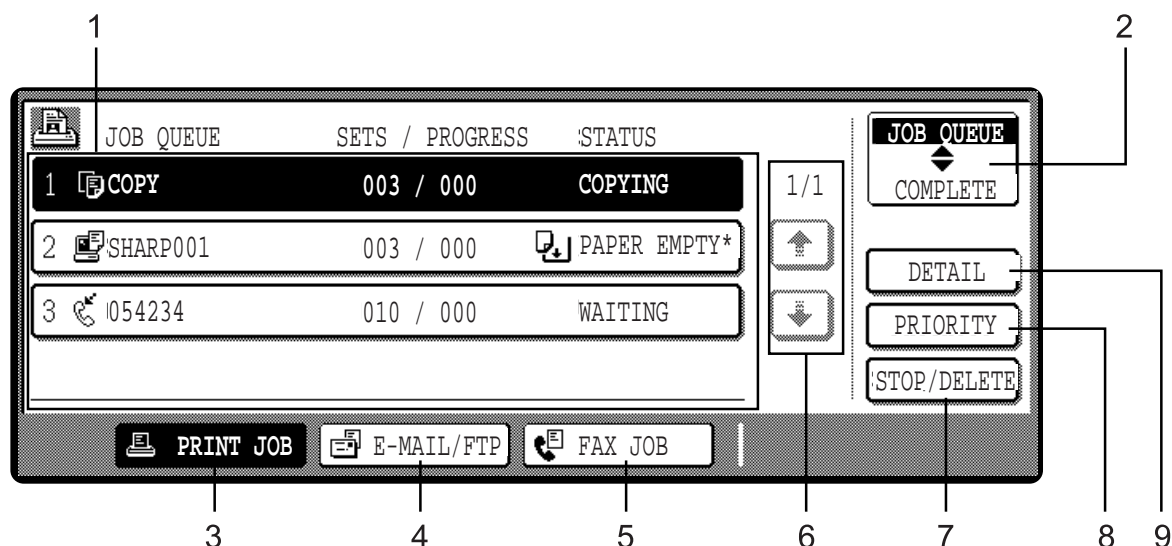 1 2
JOB QUEUE SETS / PROGRESS STATUS
1 COPY 003 / 000 COPYING
2 SHARP001 003 / 000 PAPER EMPTY*
3 054234 010 / 000 WAITING
1/1
JOB QUEUE
COMPLETE
DETAIL
PRIORITY
STOP/DELETE
PRINT JOB E-MAIL/FTP FAX JOB
3 4 5 6 7 8 9